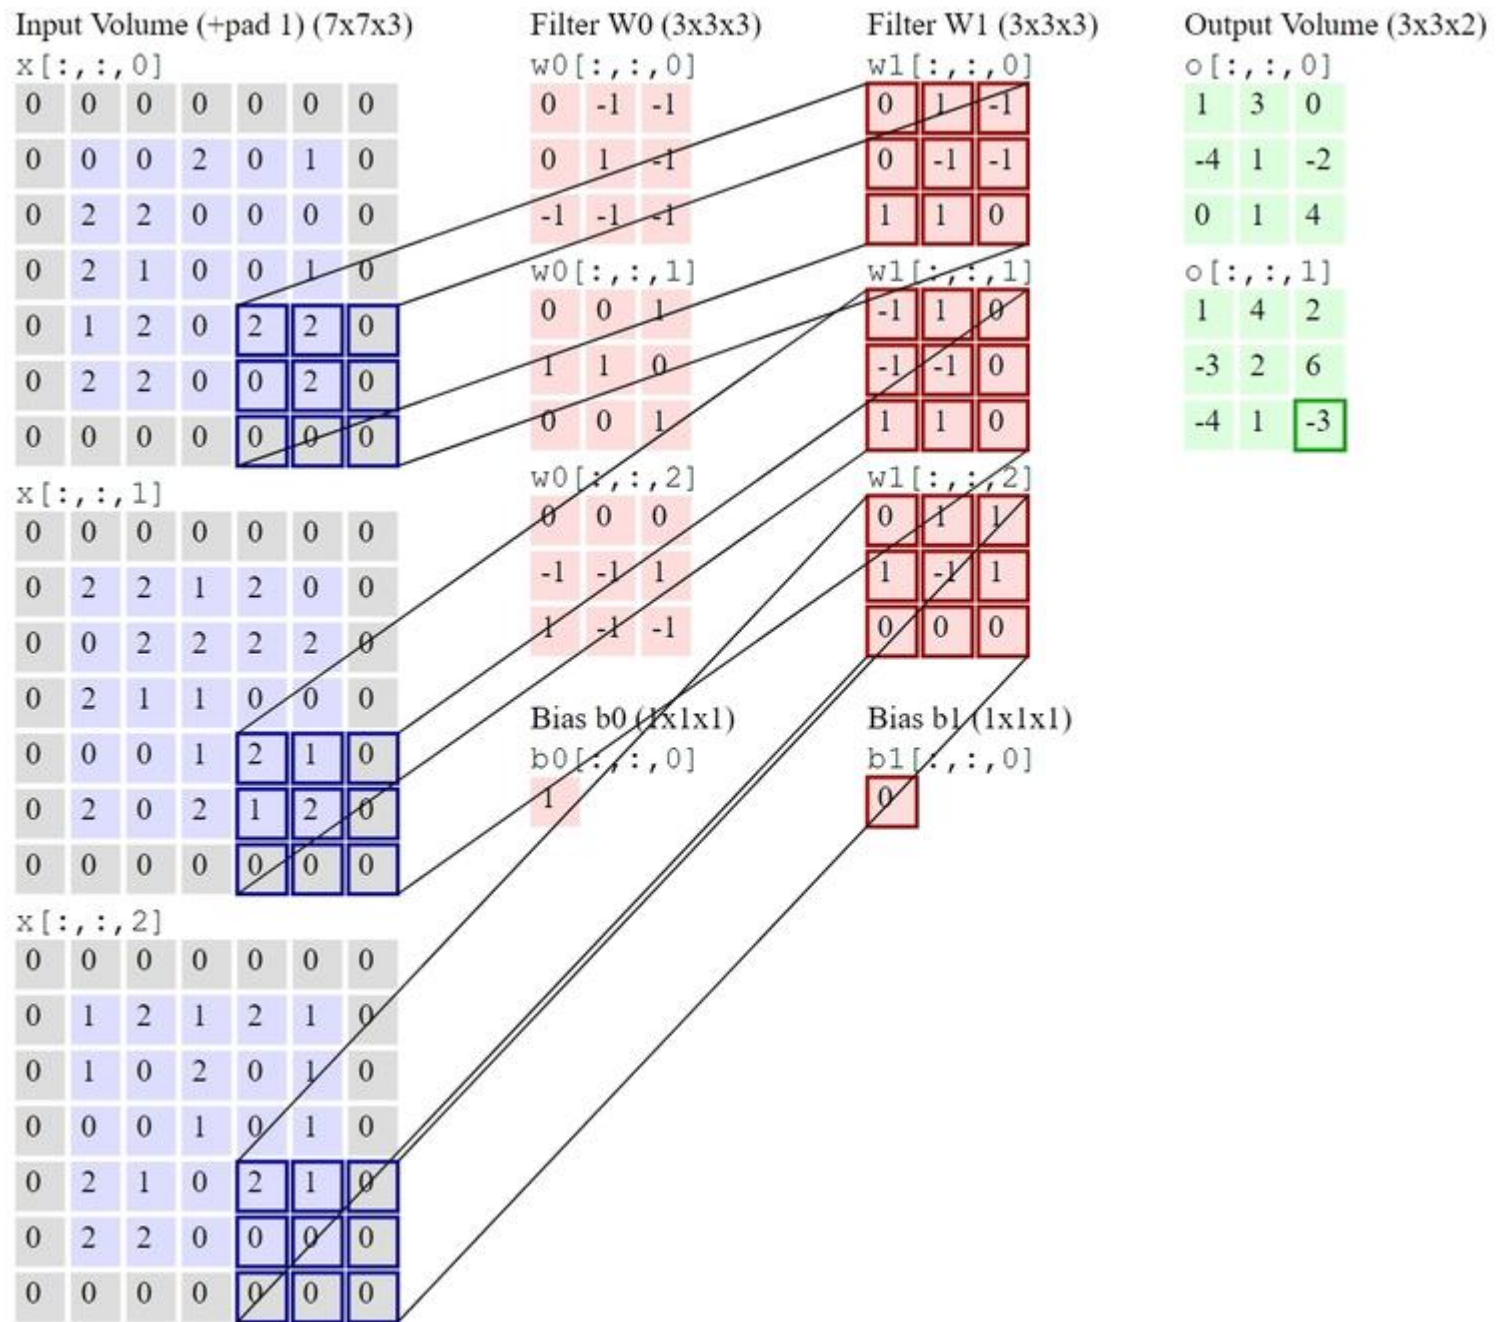 Input Volume (+pad 1) (7x7x3)
x[:,:,0]
0 0 0 0 0 0 0
0 0 0 2 0 1 0
0 2 2 0 0 0 0
0 2 1 0 0 1 0
0 1 2 0 2 2 0
0 2 2 0 0 2 0
0 0 0 0 0 0 0
x[:,:,1]
0 0 0 0 0 0 0
0 2 2 1 2 0 0
0 0 2 2 2 2 0
0 2 1 1 0 0 0
0 0 0 1 2 1 0
0 2 0 2 1 2 0
0 0 0 0 0 0 0
x[:,:,2]
0 0 0 0 0 0 0
0 1 2 1 2 1 0
0 1 0 2 0 1 0
0 0 0 1 0 1 0
0 2 1 0 2 1 0
0 2 2 0 0 0 0
0 0 0 0 0 0 0
Filter W0 (3x3x3)
w0[:,:,0]
0 -1 -1
0 1 -1
-1 -1 -1
w0[:,:,1]
0 0 1
1 1 0
0 0 1
w0[:,:,2]
0 0 0
-1 -1 1
1 -1 -1
Bias b0 (1x1x1)
b0[:,:,0]
1
Filter W1 (3x3x3)
w1[:,:,0]
0 1 -1
0 -1 -1
1 1 0
w1[:,:,1]
-1 1 0
-1 -1 0
1 1 0
w1[:,:,2]
0 1 1
1 -1 1
0 0 0
Bias b1 (1x1x1)
b1[:,:,0]
0
Output Volume (3x3x2)
o[:,:,0]
1 3 0
-4 1 -2
0 1 4
o[:,:,1]
1 4 2
-3 2 6
-4 1 -3